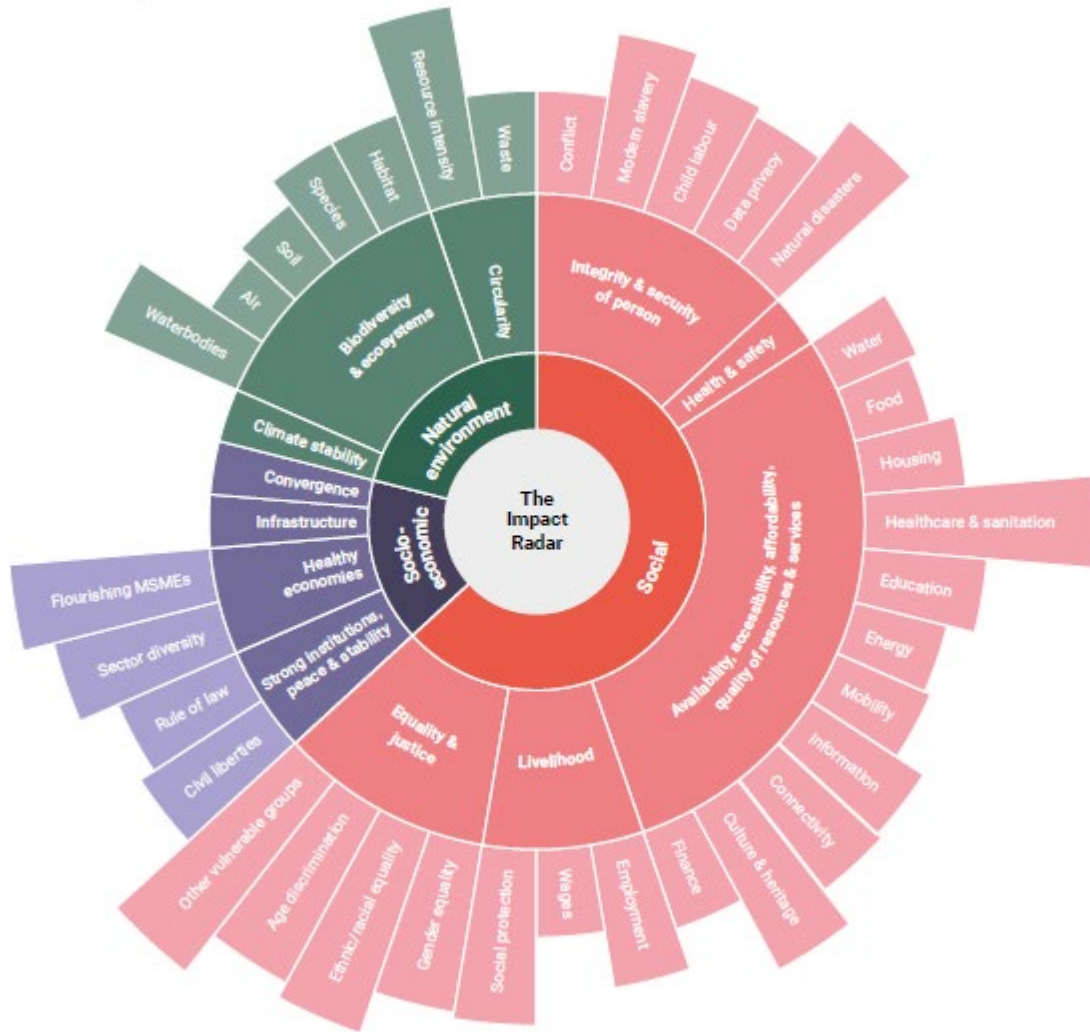 The
Impact
Radar
Social
Integrity & security
of person
Conflict
Modern slavery
Child labour
Data privacy
Natural disasters
Health & safety
Availability, accessibility, affordability,
quality of resources & services
Water
Food
Housing
Healthcare & sanitation
Education
Energy
Mobility
Information
Connectivity
Culture & heritage
Finance
Livelihood
Employment
Wages
Social protection
Equality &
justice
Gender equality
Ethnic/racial equality
Age discrimination
Other vulnerable groups
Socio-
economic
Strong institutions,
peace & stability
Civil liberties
Rule of law
Healthy
economies
Sector diversity
Flourishing MSMEs
Infrastructure
Convergence
Natural
environment
Climate stability
Biodiversity
& ecosystems
Waterbodies
Air
Soil
Species
Habitat
Circularity
Resource intensity
Waste